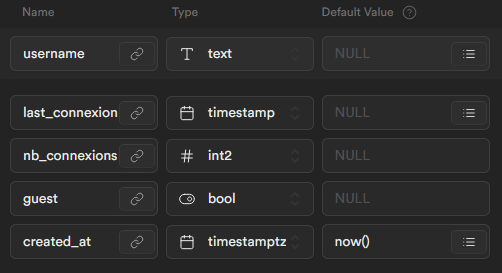 Name Type Default Value ?
username text NULL
last_connexion timestamp NULL
nb_connexions int2 NULL
guest bool NULL
created_at timestamptz now()